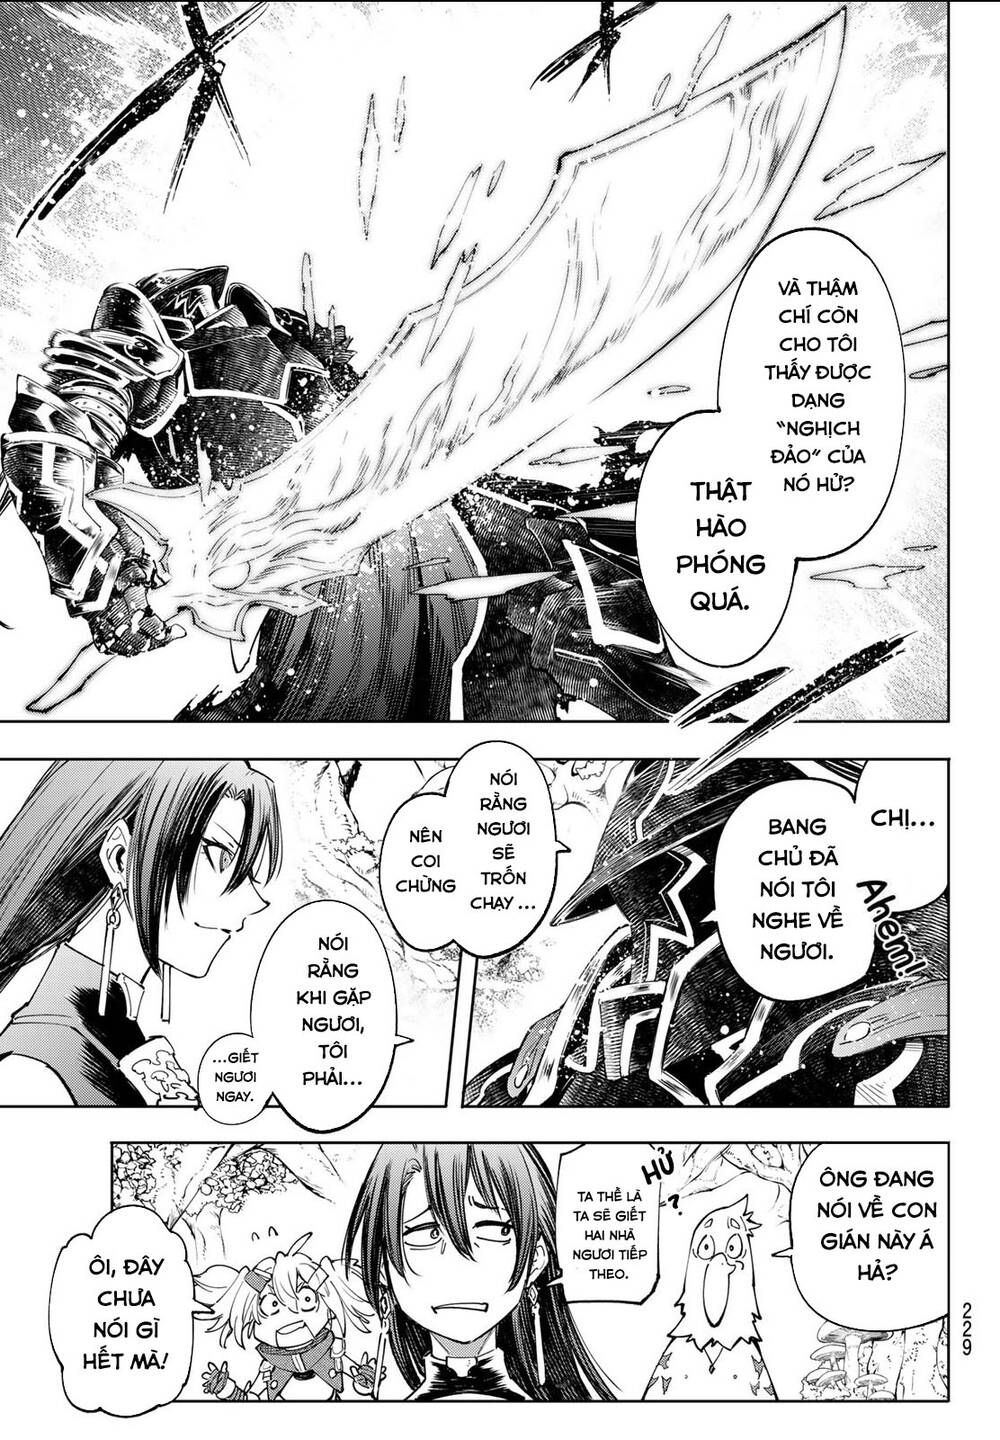 VÀ THẬM
CHÍ CÒN
CHO TÔI
THẤY ĐƯỢC
DẠNG
“NGHỊCH
ĐẢO” CỦA
NÓ HỬ?
THẬT
HÀO
PHÓNG
QUÁ.
CHỊ...
BANG
CHỦ ĐÃ
NÓI TÔI
NGHE VỀ
NGƯƠI.
Ahem!
NÓI
RẰNG
NGƯƠI
SẼ
TRỐN
CHẠY ...
NÊN
COI
CHỪNG
NÓI
RẰNG
KHI GẶP
NGƯƠI,
TÔI
PHẢI...
...GIẾT
NGƯƠI
NGAY.
ÔNG ĐANG
NÓI VỀ CON
GIÁN NÀY Á
HẢ?
HỬ
?
TA THỀ LÀ
TA SẼ GIẾT
HAI NHÀ
NGƯƠI TIẾP
THEO.
ÔI, ĐÂY
CHƯA
NÓI GÌ
HẾT MÀ!
229